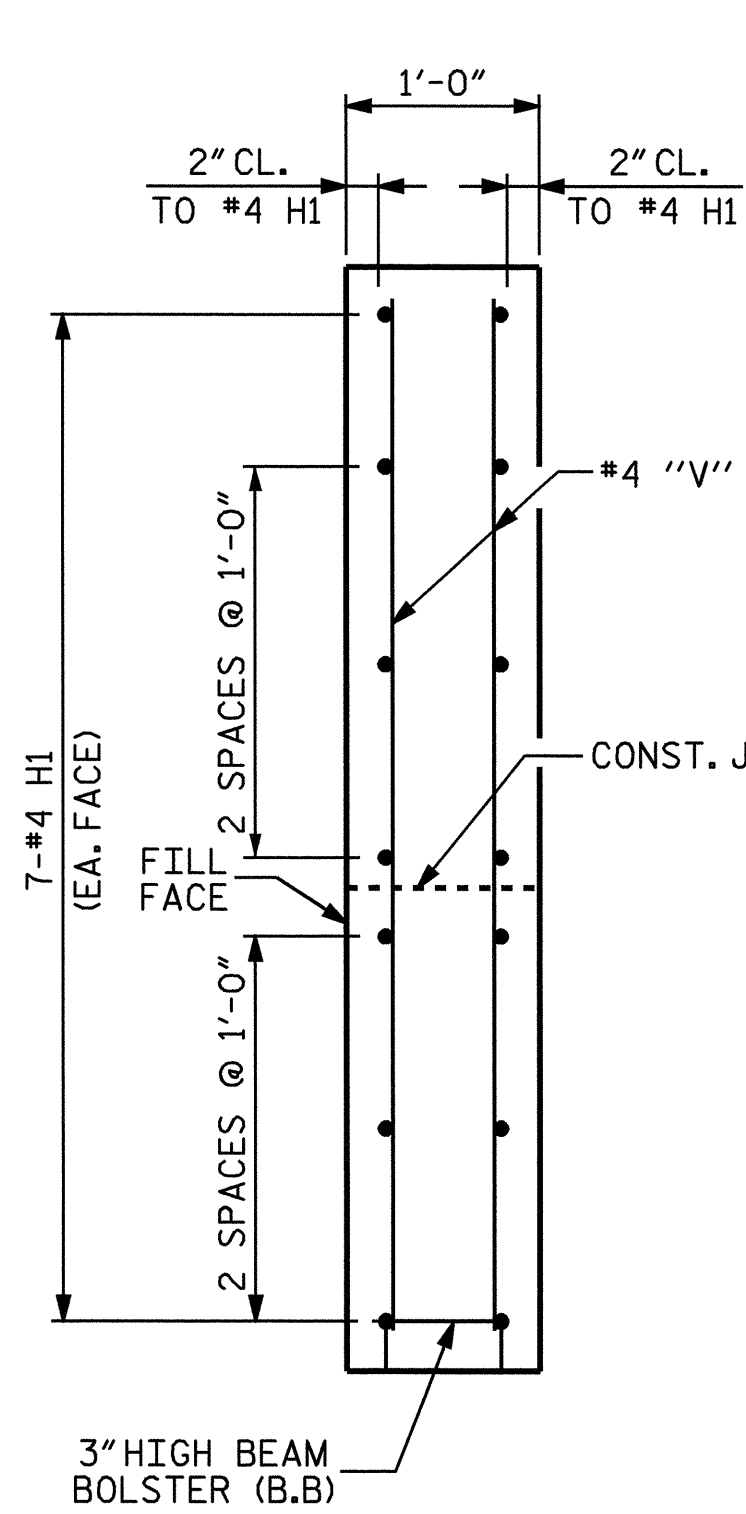 1'-0"
2" CL.
TO #4 H1
2" CL.
TO #4 H1
#4 "V"
2 SPACES @ 1'-0"
7-#4 H1
(EA. FACE)
CONST. J
FILL
FACE
2 SPACES @ 1'-0"
3" HIGH BEAM
BOLSTER (B.B)